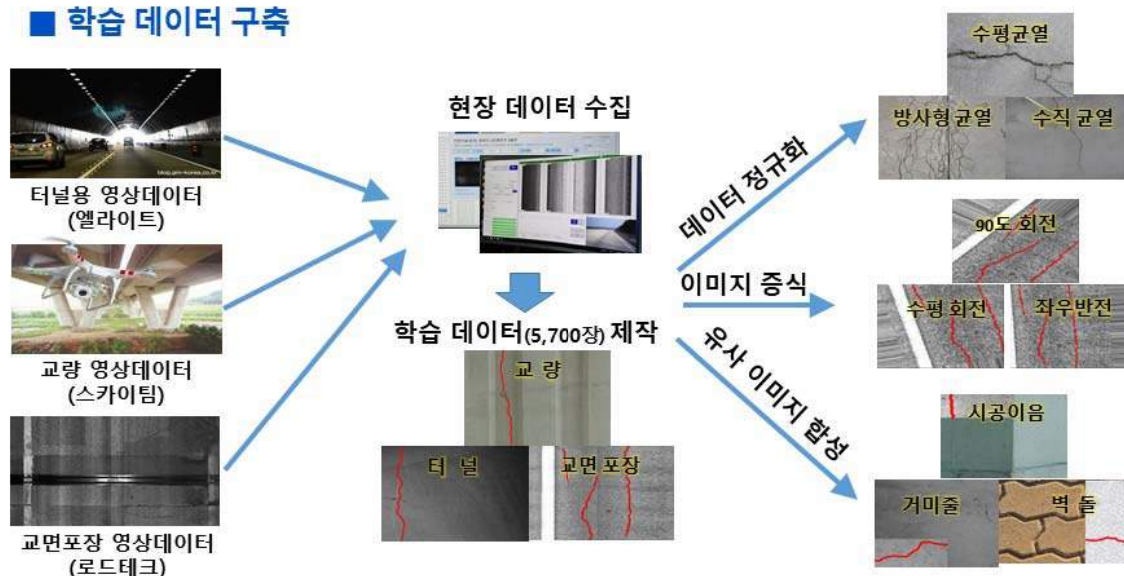 ■ 학습 데이터 구축
터널용 영상데이터
(엘라이트)
교량 영상데이터
(스카이팀)
교면포장 영상데이터
(로드테크)
현장 데이터 수집
학습 데이터(5,700장) 제작
교 량
터 널
교면 포장
데이터 정규화
이미지 증식
유사 이미지 합성
수평균열
방사형 균열
수직 균열
90도 회전
수평 회전
좌우반전
시공이음
거미줄
벽 돌